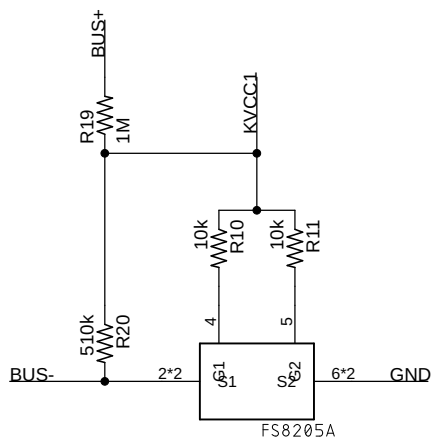 BUS+
R19
1M
KVCC1
10k
R10
10k
R11
510k
R20
4
5
BUS-
2*2
G1
S1
G2
S2
6*2
GND
FS8205A